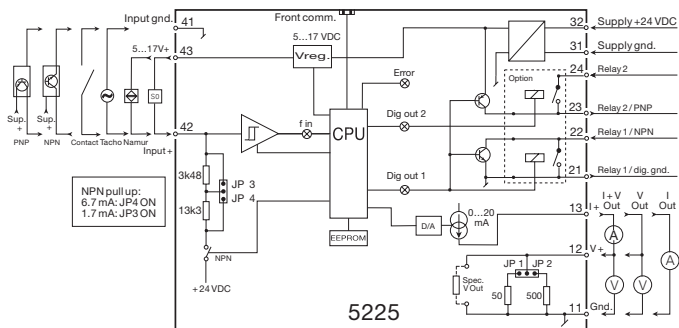 Input gnd.
41
Front comm.
32
Supply +24 VDC
5...17V+
43
5...17 VDC
Vreg.
31
Supply gnd.
Error
Option
24
Relay 2
Sup.
+
PNP
Sup.
+
NPN
Contact
Tacho
Namur
S0
42
Input +
f in
CPU
Dig out 2
23
Relay 2 / PNP
22
Relay 1 / NPN
Dig out 1
21
Relay 1 / dig. gnd.
3k48
JP 3
JP 4
13k3
NPN pull up:
6.7 mA: JP4 ON
1.7 mA: JP3 ON
NPN
+24 VDC
EEPROM
D/A
0...20
mA
13
I+
I + V
Out
V
Out
I
Out
A
A
V
V
12
V+
Spec.
V Out
JP 1
JP 2
50
500
11
Gnd.
5225